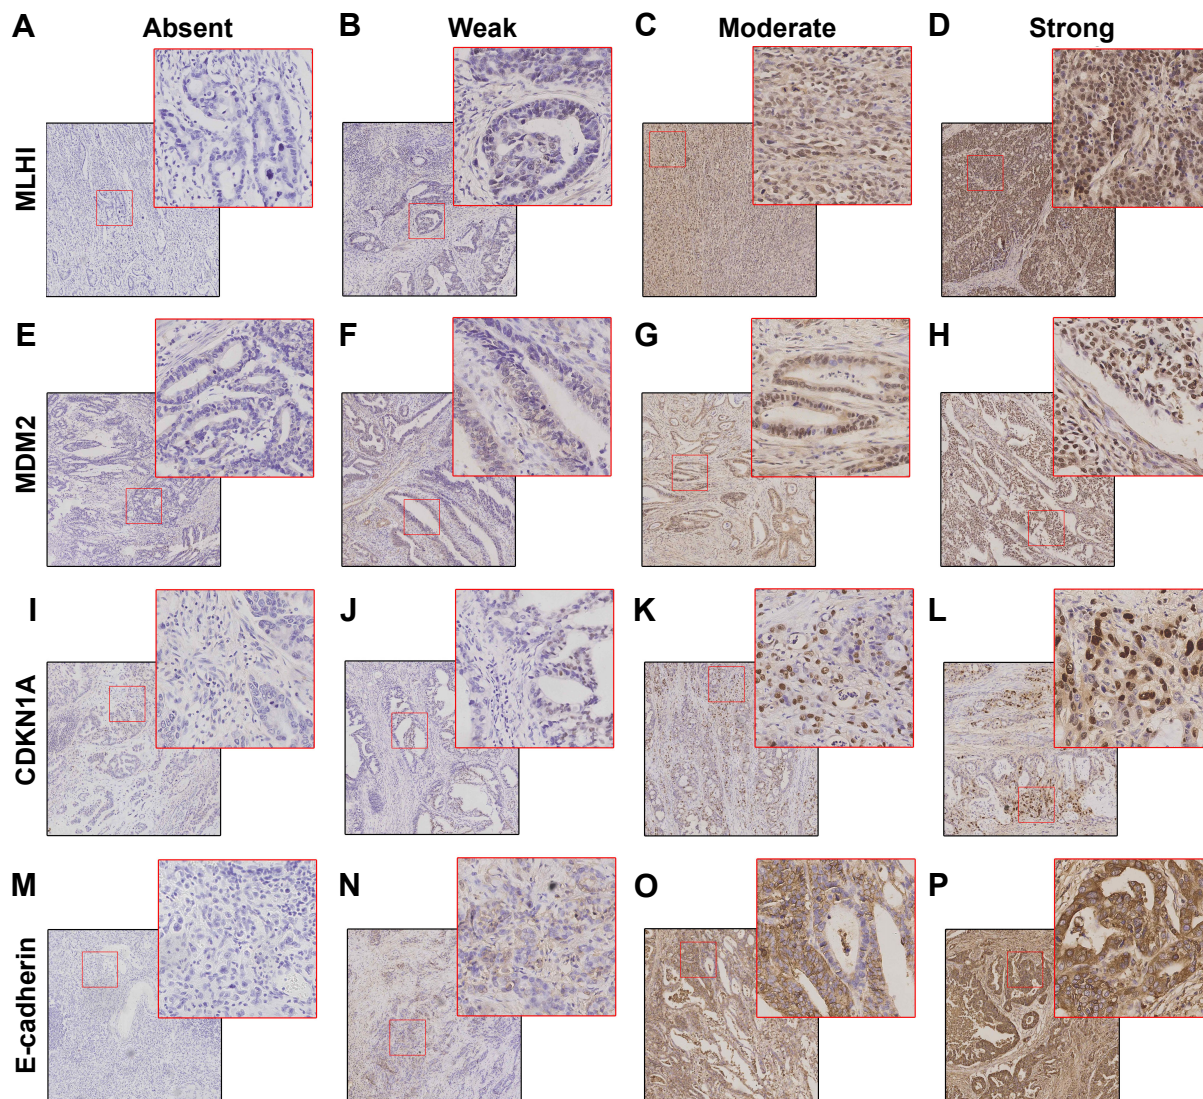 A Absent B Weak C Moderate D Strong
MLHI
E F G H
MDM2
I J K L
CDKN1A
M N O P
E-cadherin